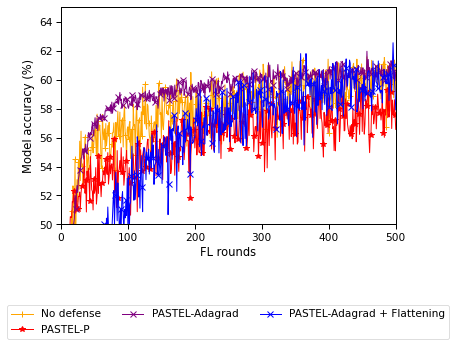 64
62
60
58
56
54
52
50
Model accuracy (%)
0 100 200 300 400 500
FL rounds
No defense PASTEL-Adagrad PASTEL-Adagrad + Flattening
PASTEL-P